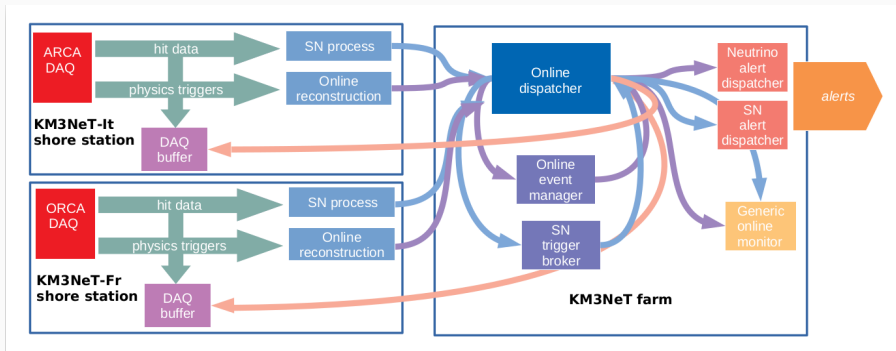 ARCA
DAQ
hit data
physics triggers
SN process
Online
reconstruction
KM3NeT-It
shore station
DAQ
buffer
ORCA
DAQ
hit data
physics triggers
SN process
Online
reconstruction
KM3NeT-Fr
shore station
DAQ
buffer
Online
dispatcher
Online
event
manager
SN
trigger
broker
KM3NeT farm
Neutrino
alert
dispatcher
SN
alert
dispatcher
Generic
online
monitor
alerts